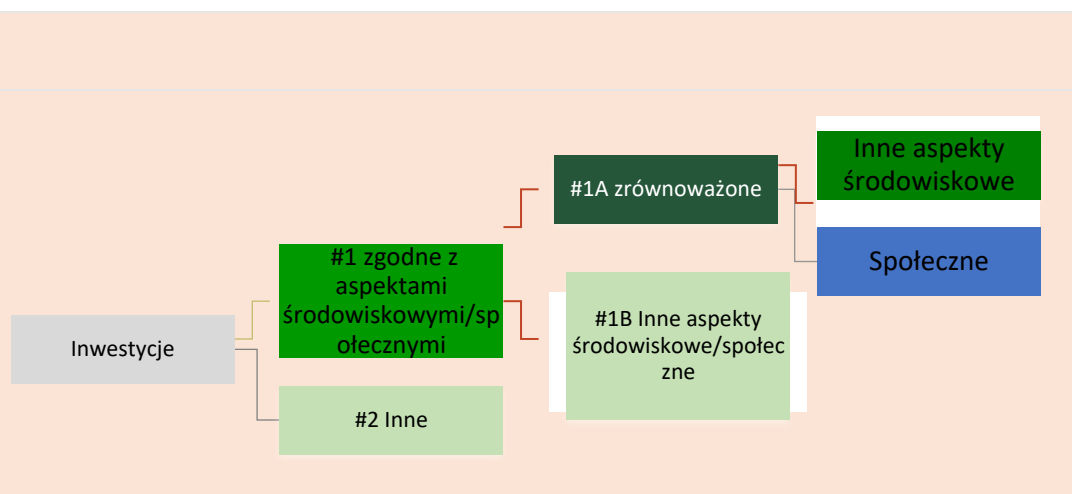 Inwestycje
#1 zgodne z
aspektami
środowiskowymi/sp
ołecznymi
#2 Inne
#1A zrównoważone
#1B Inne aspekty
środowiskowe/społec
zne
Inne aspekty
środowiskowe
Społeczne